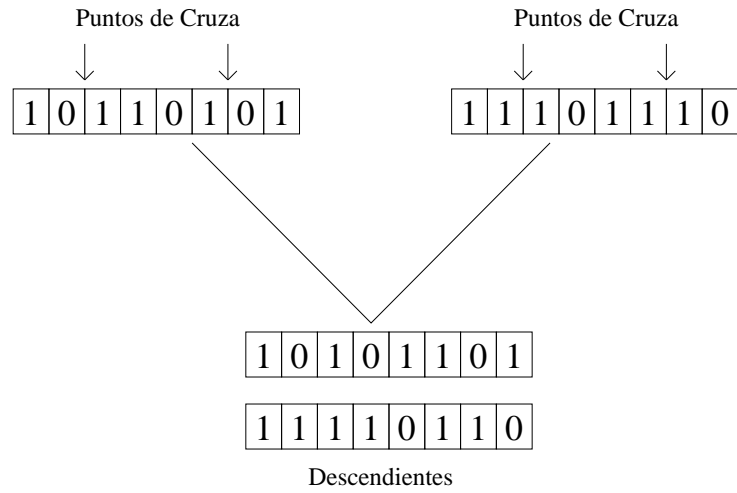 Puntos de Cruza Puntos de Cruza
1 0 1 1 0 1 0 1 1 1 1 0 1 1 1 0
1 0 1 0 1 1 0 1
1 1 1 1 0 1 1 0
Descendientes